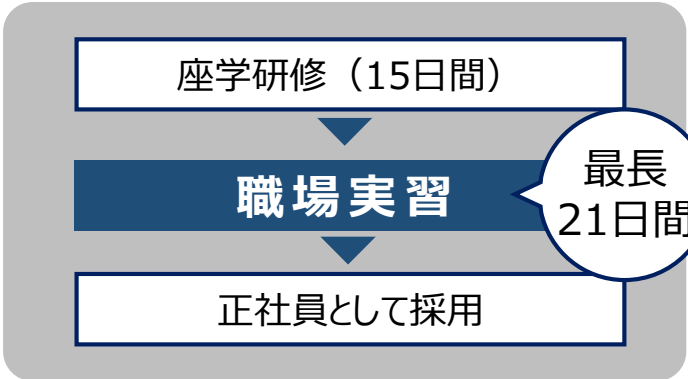 座学研修（15日間）
職場実習
最長
21日間
正社員として採用